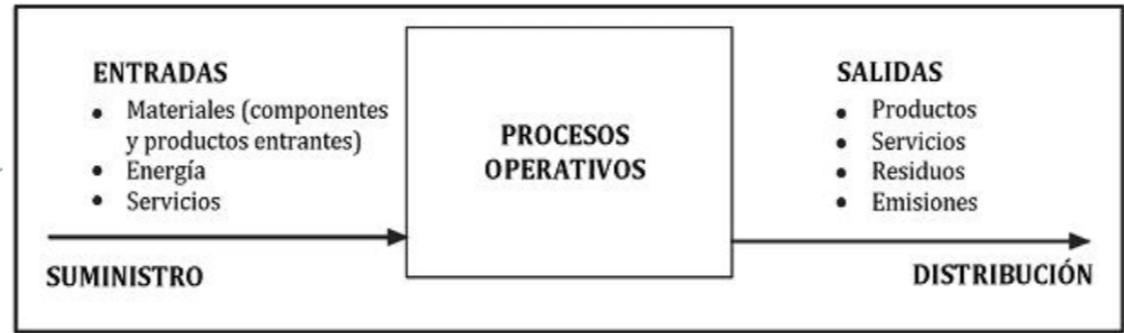 ENTRADAS
• Materiales (componentes
y productos entrantes)
• Energía
• Servicios
SUMINISTRO
PROCESOS
OPERATIVOS
SALIDAS
• Productos
• Servicios
• Residuos
• Emisiones
DISTRIBUCIÓN